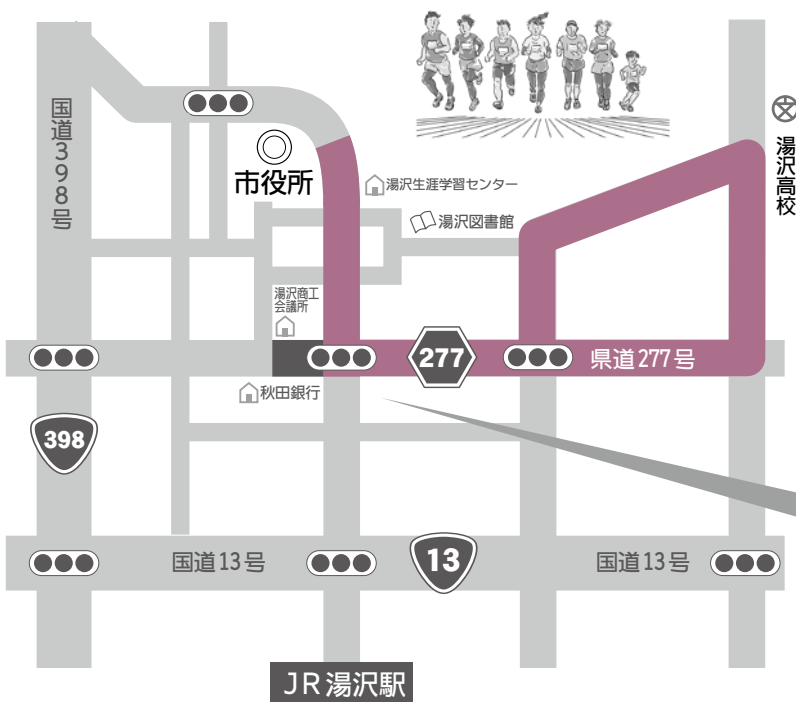 国道398号
市役所
湯沢生涯学習センター
湯沢図書館
湯沢高校
湯沢商工
会議所
277
県道277号
秋田銀行
398
国道13号
13
国道13号
JR湯沢駅